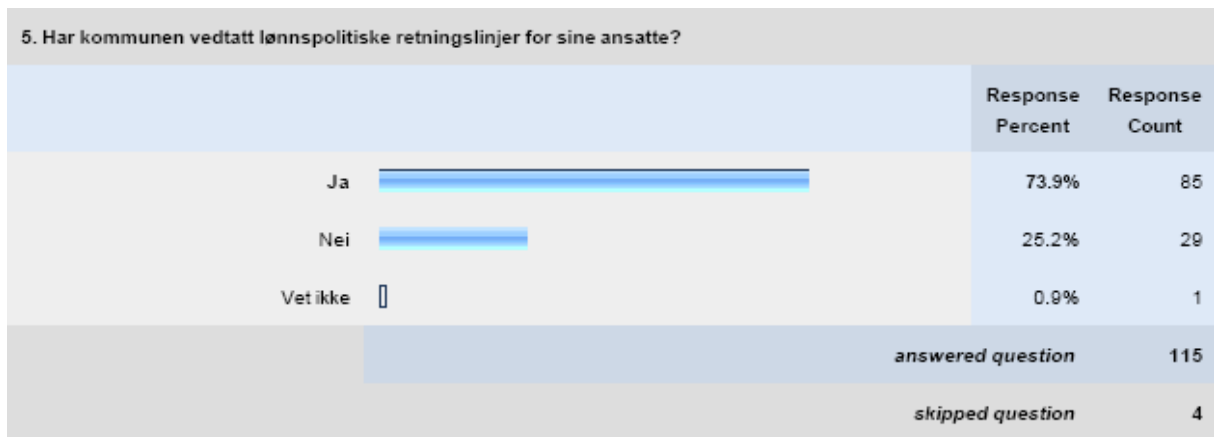 5. Har kommunen vedtatt lønnspolitiske retningslinjer for sine ansatte?
Response Percent Response Count
Ja 73.9% 85
Nei 25.2% 29
Vet ikke 0.9% 1
answered question 115
skipped question 4